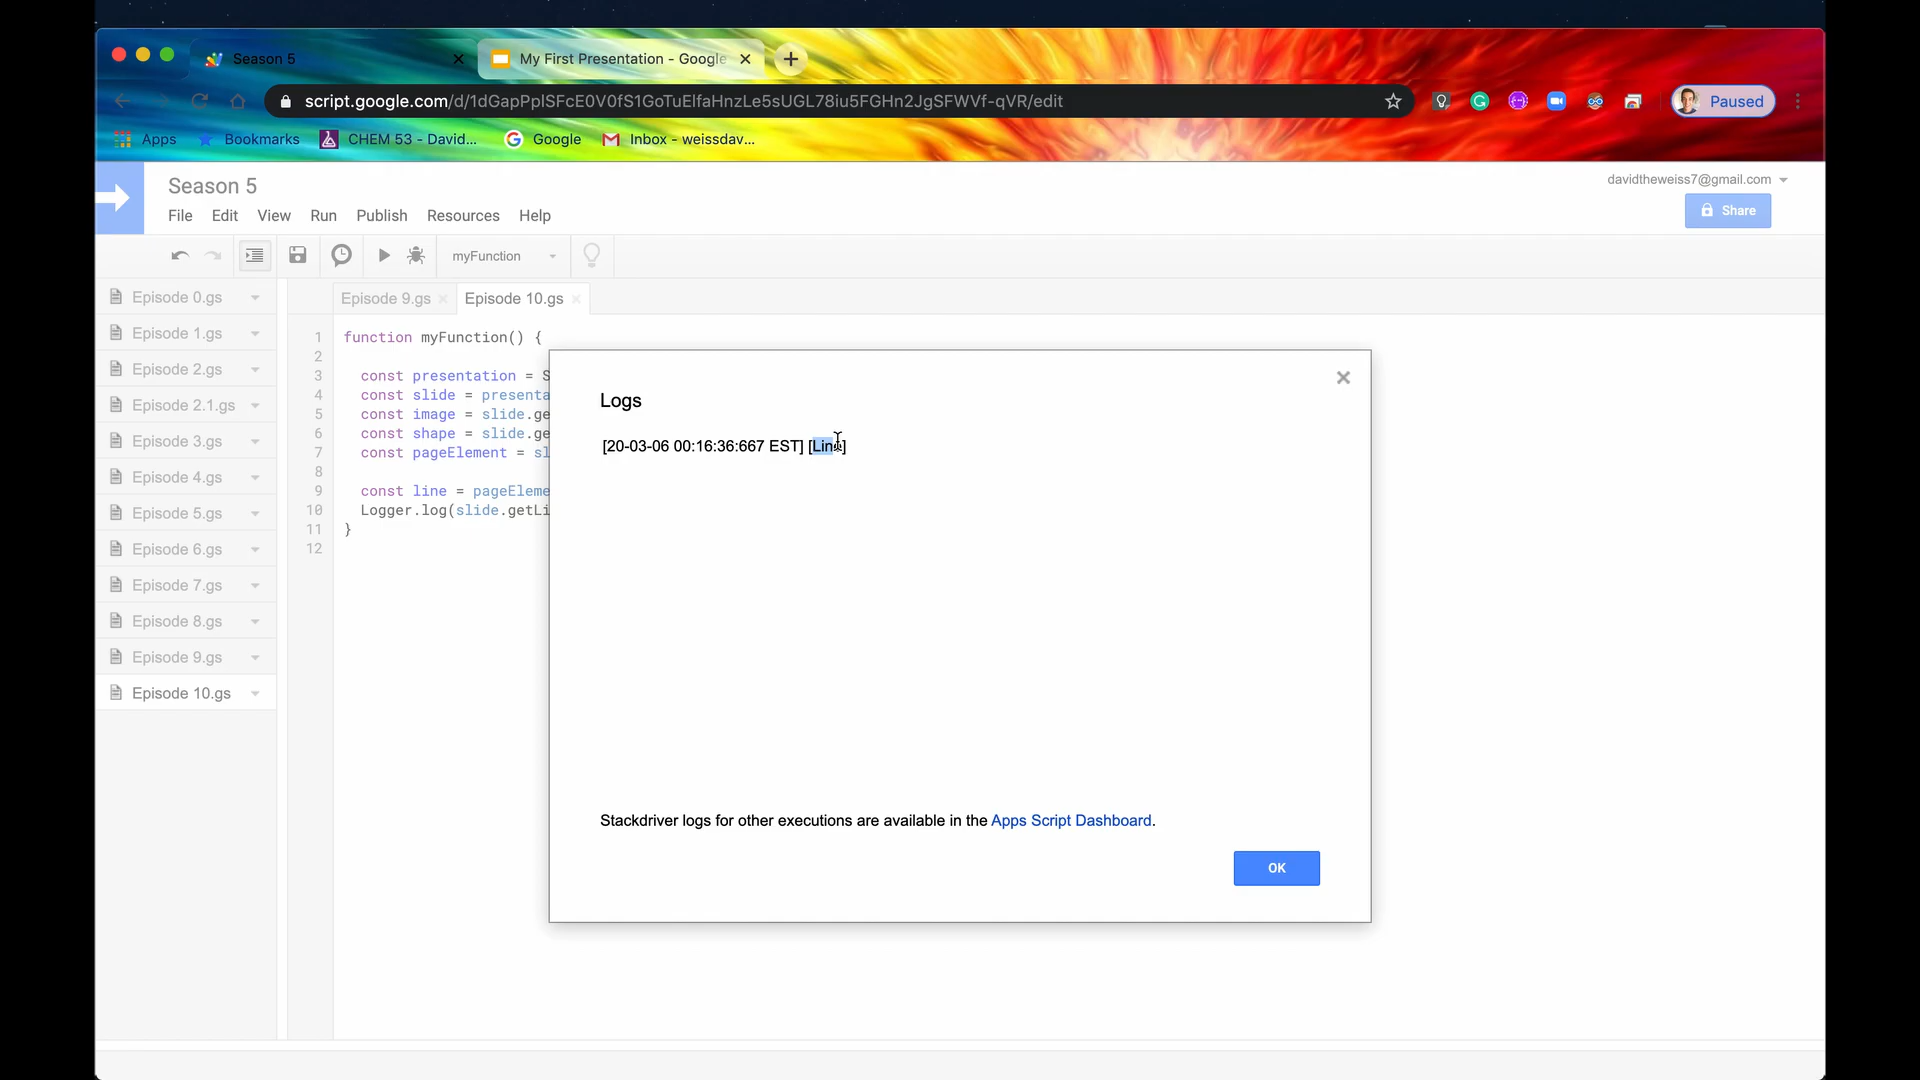 Season 5
My First Presentation - Google
script.google.com/d/1dGapPplSFcE0V0fS1GoTuElfaHnzLe5sUGL78iu5FGHn2JgSFWVf-qVR/edit
Paused
Apps
Bookmarks
CHEM 53 - David...
Google
Inbox - weissdav...
Season 5
davidtheweiss7@gmail.com
File Edit View Run Publish Resources Help
Share
myFunction
Episode 0.gs
Episode 1.gs
Episode 2.gs
Episode 2.1.gs
Episode 3.gs
Episode 4.gs
Episode 5.gs
Episode 6.gs
Episode 7.gs
Episode 8.gs
Episode 9.gs
Episode 10.gs
Episode 9.gs
Episode 10.gs
1 function myFunction() {
2
3 const presentation = S
4 const slide = presenta
5 const image = slide.ge
6 const shape = slide.ge
7 const pageElement = sl
8
9 const line = pageEleme
10 Logger.log(slide.getLi
11 }
12
Logs
[20-03-06 00:16:36:667 EST] [Line]
Stackdriver logs for other executions are available in the Apps Script Dashboard.
OK